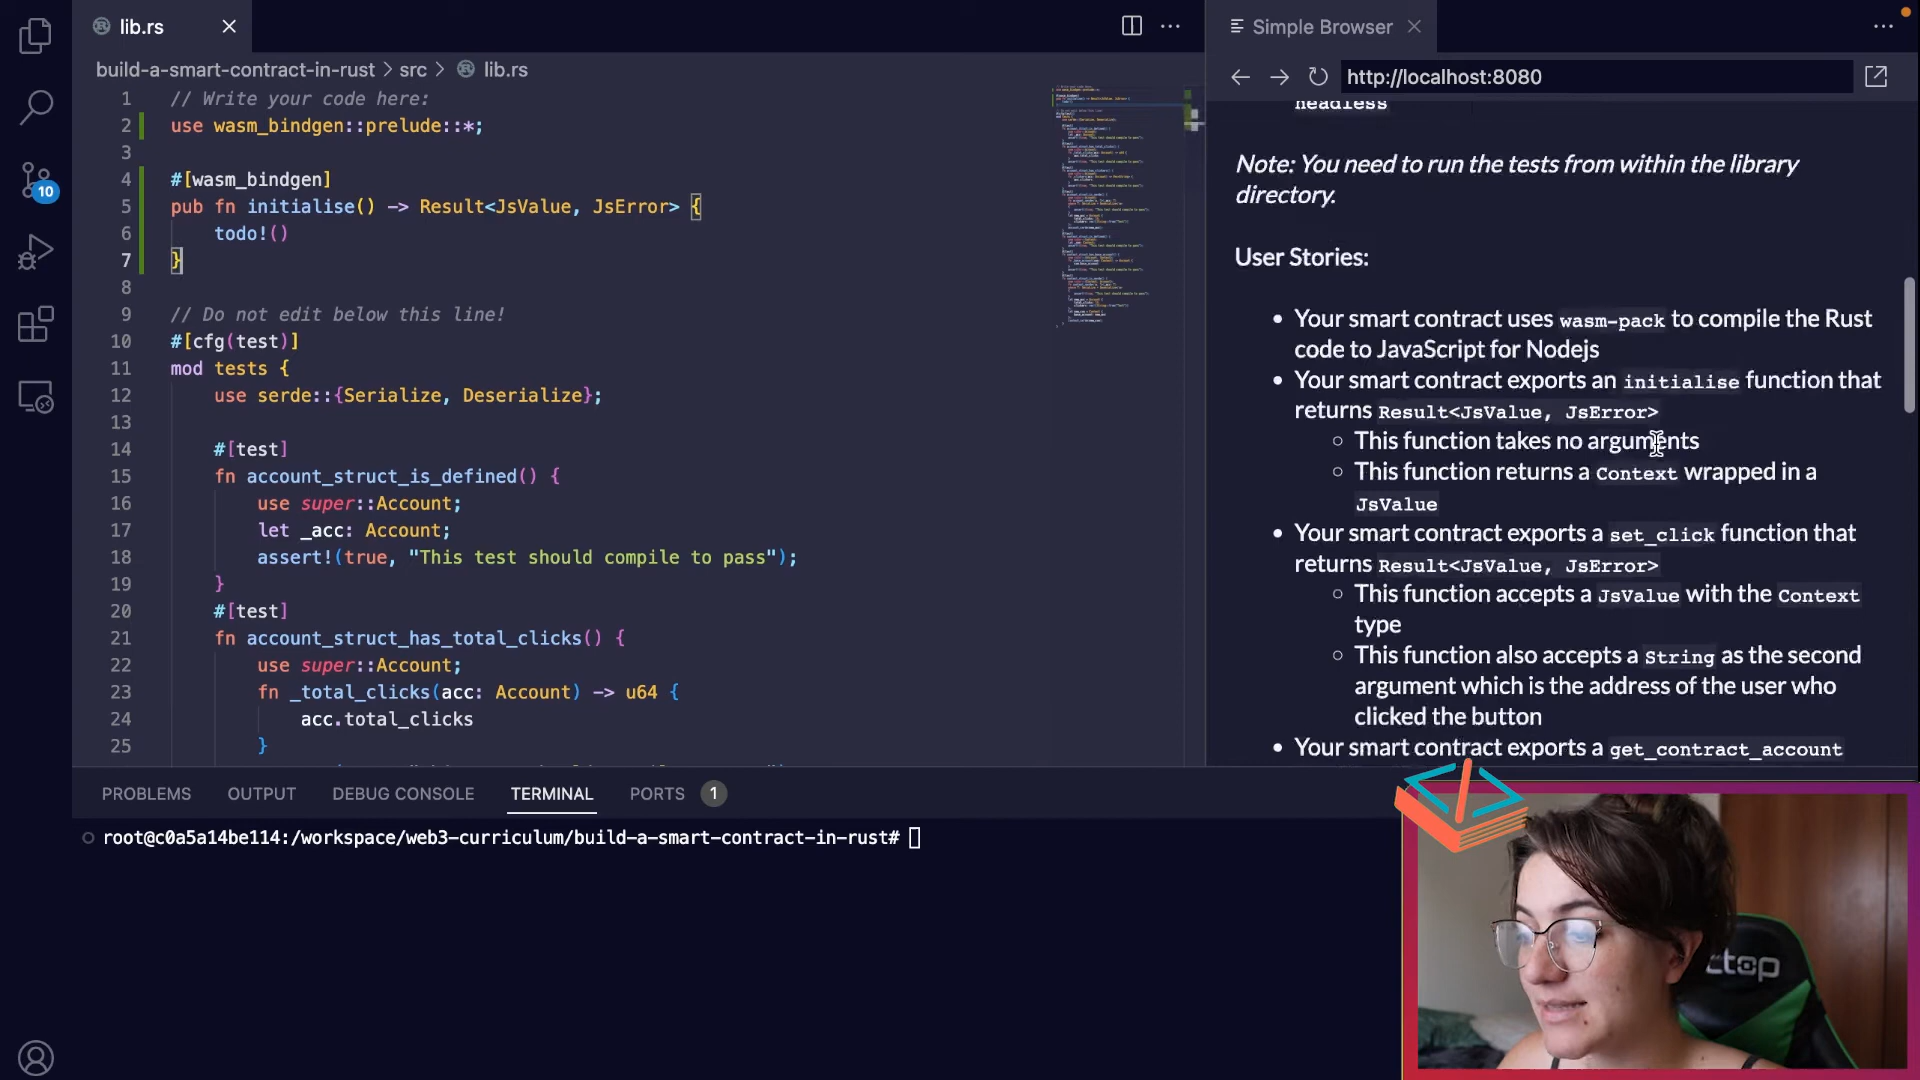 lib.rs
build-a-smart-contract-in-rust > src > lib.rs
1 // Write your code here:
2 use wasm_bindgen::prelude::*;
3
4 #[wasm_bindgen]
5 pub fn initialise() -> Result<JsValue, JsError> {
6 todo!()
7 }
8
9 // Do not edit below this line!
10 #[cfg(test)]
11 mod tests {
12 use serde::{Serialize, Deserialize};
13
14 #[test]
15 fn account_struct_is_defined() {
16 use super::Account;
17 let _acc: Account;
18 assert!(true, "This test should compile to pass");
19 }
20 #[test]
21 fn account_struct_has_total_clicks() {
22 use super::Account;
23 fn _total_clicks(acc: Account) -> u64 {
24 acc.total_clicks
25 }
10
PROBLEMS OUTPUT DEBUG CONSOLE TERMINAL PORTS 1
root@c0a5a14be114:/workspace/web3-curriculum/build-a-smart-contract-in-rust#
Simple Browser
http://localhost:8080
headless
Note: You need to run the tests from within the library
directory.
User Stories:
Your smart contract uses wasm-pack to compile the Rust
code to JavaScript for Nodejs
Your smart contract exports an initialise function that
returns Result<JsValue, JsError>
This function takes no arguments
This function returns a Context wrapped in a
JsValue
Your smart contract exports a set_click function that
returns Result<JsValue, JsError>
This function accepts a JsValue with the Context
type
This function also accepts a String as the second
argument which is the address of the user who
clicked the button
Your smart contract exports a get_contract_account